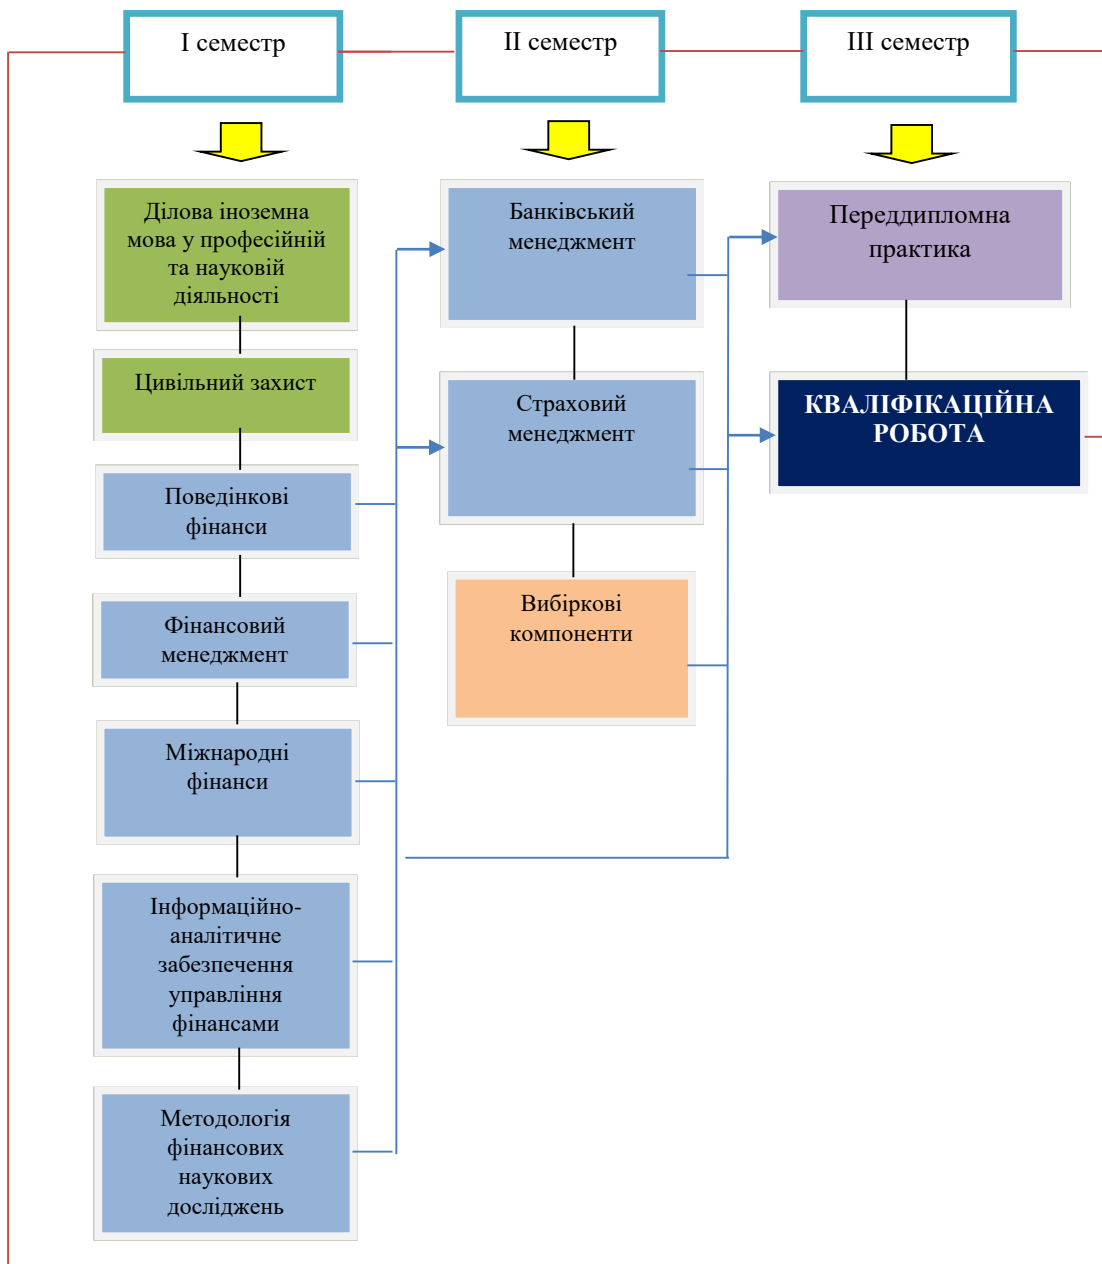 I семестр
II семестр
III семестр
Ділова іноземна
мова у професійній
та науковій
діяльності
Цивільний захист
Поведінкові
фінанси
Фінансовий
менеджмент
Міжнародні
фінанси
Інформаційно-
аналітичне
забезпечення
управління
фінансами
Методологія
фінансових
наукових
досліджень
Банківський
менеджмент
Страховий
менеджмент
Вибіркові
компоненти
Переддипломна
практика
КВАЛІФІКАЦІЙНА
РОБОТА